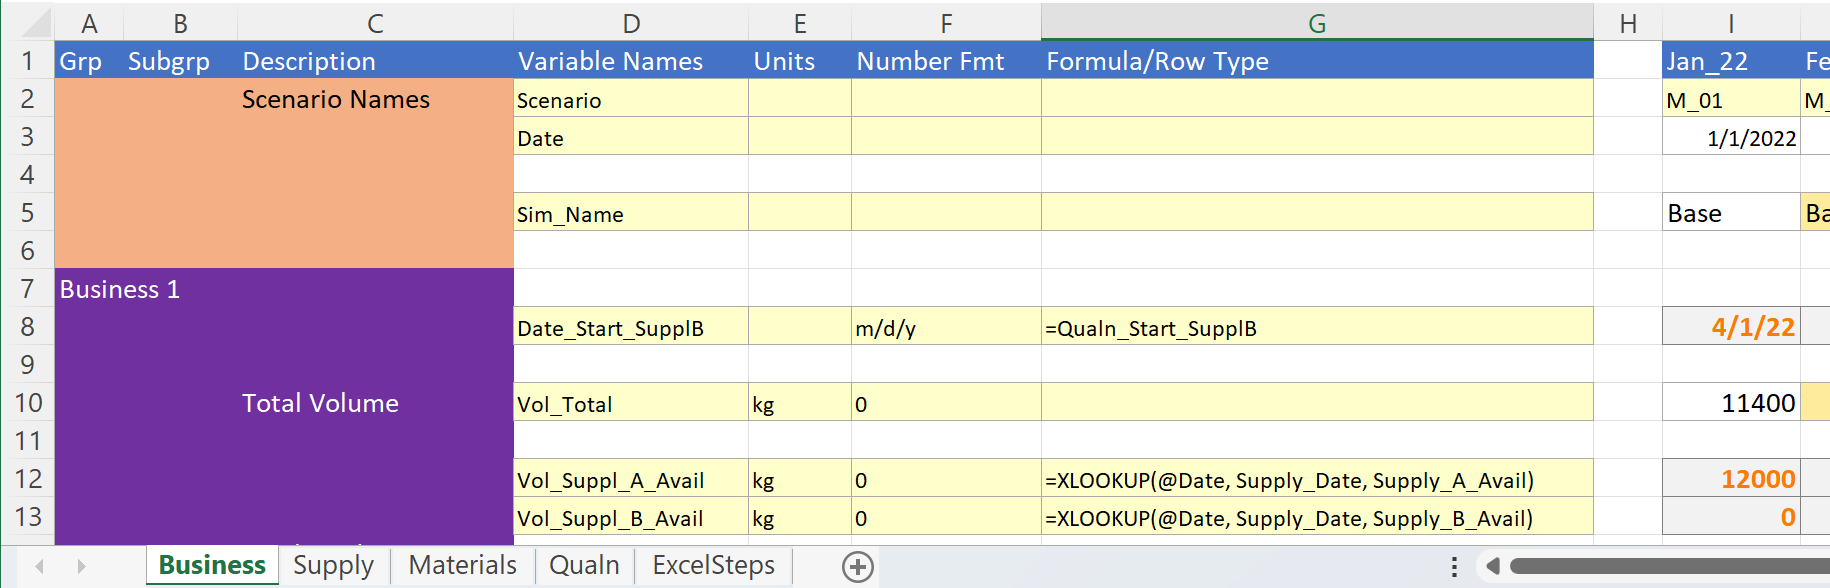 A B C D E F G H I
1 Grp Subgrp Description Variable Names Units Number Fmt Formula/Row Type Jan_22 Fe
2 Scenario Names Scenario M_01 M_
3 Date 1/1/2022
4
5 Sim_Name Base Ba
6
7 Business 1
8 Date_Start_SupplB m/d/y =Qualn_Start_SupplB 4/1/22
9
10 Total Volume Vol_Total kg 0 11400
11
12 Vol_Suppl_A_Avail kg 0 =XLOOKUP(@Date, Supply_Date, Supply_A_Avail) 12000
13 Vol_Suppl_B_Avail kg 0 =XLOOKUP(@Date, Supply_Date, Supply_B_Avail) 0
Business Supply Materials Qualn ExcelSteps